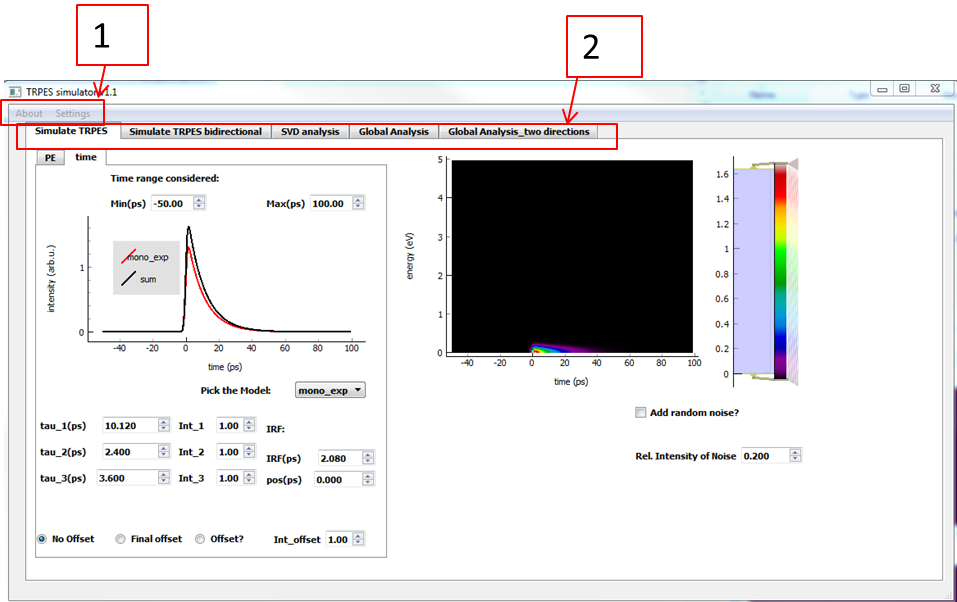 1
2
TRPES simulator v1.1
About Settings
Simulate TRPES Simulate TRPES bidirectional SVD analysis Global Analysis Global Analysis_two directions
PE time
Time range considered:
Min(ps) -50.00 Max(ps) 100.00
intensity (arb.u.)
1
0
mono_exp
sum
-40 -20 0 20 40 60 80 100
time (ps)
Pick the Model: mono_exp
tau_1(ps) 10.120 Int_1 1.00 IRF:
tau_2(ps) 2.400 Int_2 1.00 IRF(ps) 2.080
tau_3(ps) 3.600 Int_3 1.00 pos(ps) 0.000
No Offset Final offset Offset? Int_offset 1.00
energy (eV)
5
4
3
2
1
0
-40 -20 0 20 40 60 80 100
time (ps)
1.6
1.4
1.2
1
0.8
0.6
0.4
0.2
0
Add random noise?
Rel. Intensity of Noise 0.200